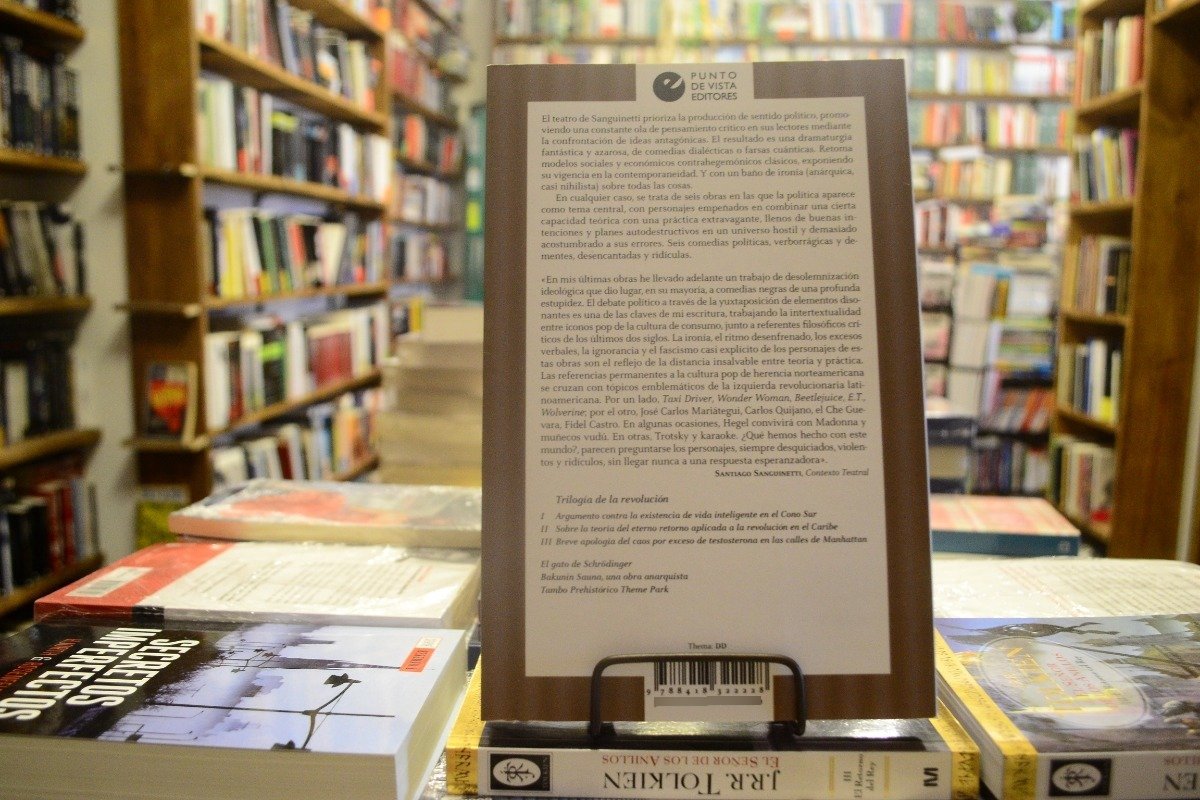 PUNTO
DE VISTA
EDITORES
El teatro de Sanguinetti prioriza la producción de sentido político, promo-
viendo una constante ola de pensamiento crítico en sus lectores mediante
la confrontación de ideas antagónicas. El resultado es una dramaturgia
fantástica y azarosa, de comedias dialécticas o farsas cuánticas. Retoma
modelos sociales y económicos contrahegemónicos clásicos, exponiendo
su vigencia en la contemporaneidad. Y con un baño de ironía (anárquica,
casi nihilista) sobre todas las cosas.
En cualquier caso, se trata de seis obras en las que la política aparece
como tema central, con personajes empeñados en combinar una cierta
capacidad teórica con una práctica extravagante, llenos de buenas in-
tenciones y planes autodestructivos en un universo hostil y demasiado
acostumbrado a sus errores. Seis comedias políticas, verborrágicas y de-
mentes, desencantadas y ridículas.
«En mis últimas obras he llevado adelante un trabajo de desolemnización
ideológica que dio lugar, en su mayoría, a comedias negras de una profunda
estupidez. El debate político a través de la yuxtaposición de elementos diso-
nantes es una de las claves de mi escritura, trabajando la intertextualidad
entre iconos pop de la cultura de consumo, junto a referentes filosóficos crí-
ticos de los últimos dos siglos. La ironía, el ritmo desenfrenado, los excesos
verbales, la ignorancia y el fascismo casi explícito de los personajes de es-
tas obras son el reflejo de la distancia insalvable entre teoría y práctica.
Las referencias permanentes a la cultura pop de herencia norteamericana
se cruzan con tópicos emblemáticos de la izquierda revolucionaria lati-
noamericana. Por un lado, Taxi Driver, Wonder Woman, Beetlejuice, E.T.,
Wolverine; por el otro, José Carlos Mariátegui, Carlos Quijano, el Che Gue-
vara, Fidel Castro. En algunas ocasiones, Hegel convivirá con Madonna y
muñecos vudú. En otras, Trotsky y karaoke. ¿Qué hemos hecho con este
mundo?, parecen preguntarse los personajes, siempre desquiciados, violen-
tos y ridículos, sin llegar nunca a una respuesta esperanzadora».
Santiago Sanguinetti, Contexto Teatral
Trilogía de la revolución
I Argumento contra la existencia de vida inteligente en el Cono Sur
II Sobre la teoría del eterno retorno aplicada a la revolución en el Caribe
III Breve apología del caos por exceso de testosterona en las calles de Manhattan
El gato de Schrödinger
Bakunin Sauna, una obra anarquista
Tambo Prehistórico Theme Park
Thema: DD
9 788418 322228
SECRETOS
IMPERFECTOS
J.R.R. TOLKIEN
EL SEÑOR DE LOS ANILLOS
III
El Retorno
del Rey